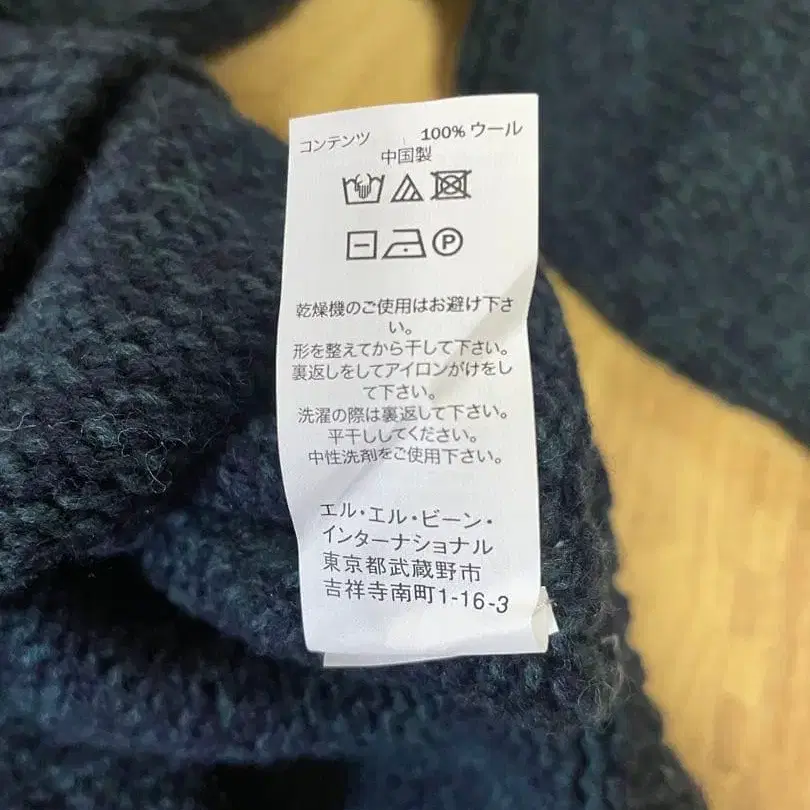 コンテンツ 100% ウール
中国製
P
乾燥機のご使用はお避け下さ
い。
形を整えてから干して下さい。
裏返しをしてアイロンがけをし
て下さい。
洗濯の際は裏返して下さい。
平干ししてください。
中性洗剤をご使用下さい。
エル・エル・ビーン・
インターナショナル
東京都武蔵野市
吉祥寺南町1-16-3